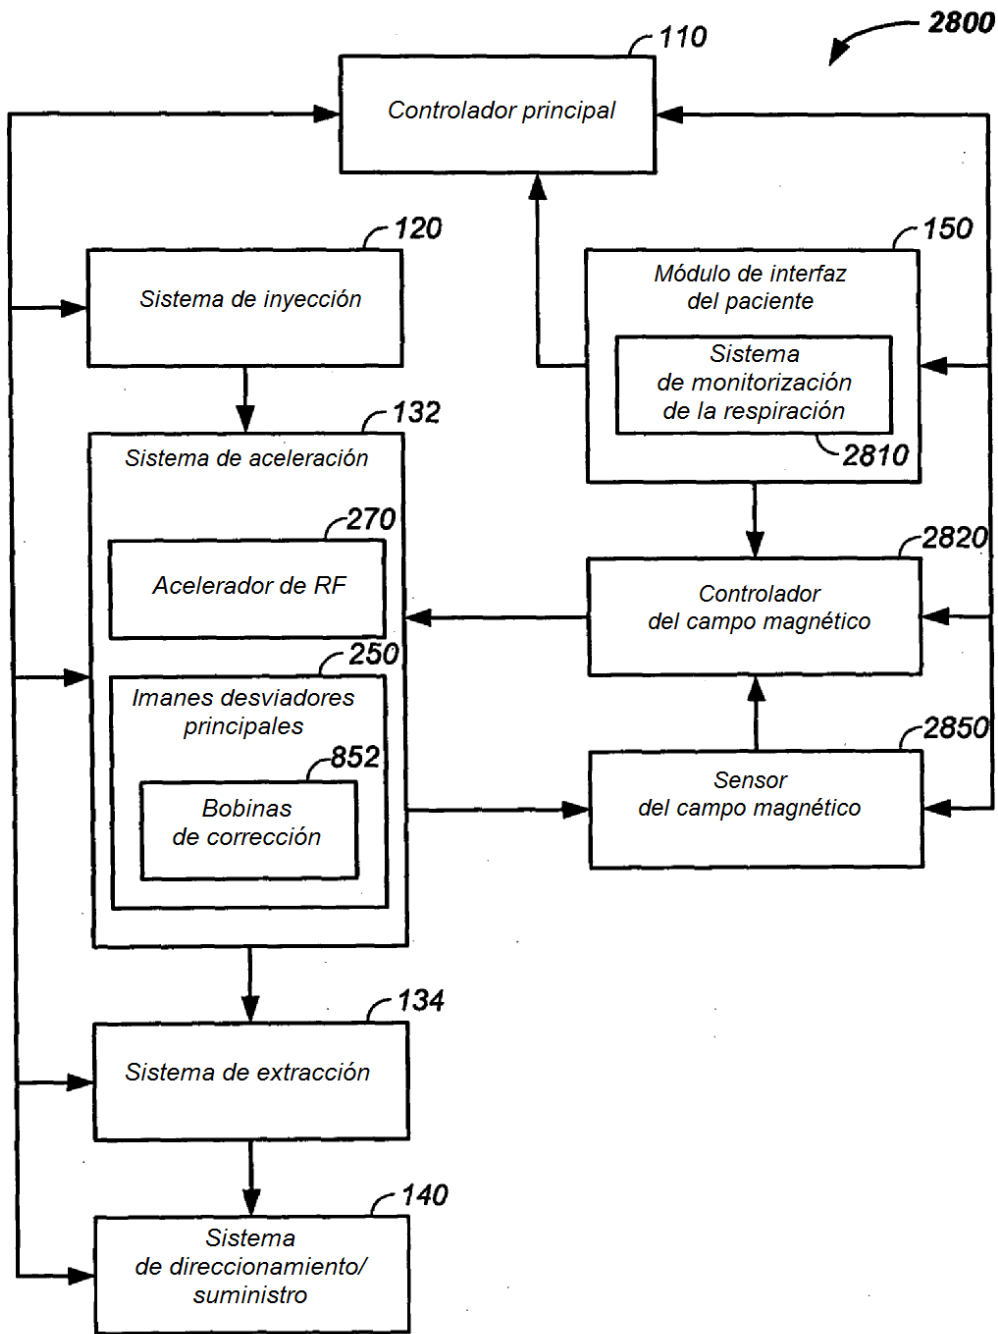 2800
110
Controlador principal
120
Sistema de inyección
150
Módulo de interfaz
del paciente
Sistema
de monitorización
de la respiración
2810
132
Sistema de aceleración
270
Acelerador de RF
2820
Controlador
del campo magnético
250
Imanes desviadores
principales
852
Bobinas
de corrección
2850
Sensor
del campo magnético
134
Sistema de extracción
140
Sistema
de direccionamiento/
suministro